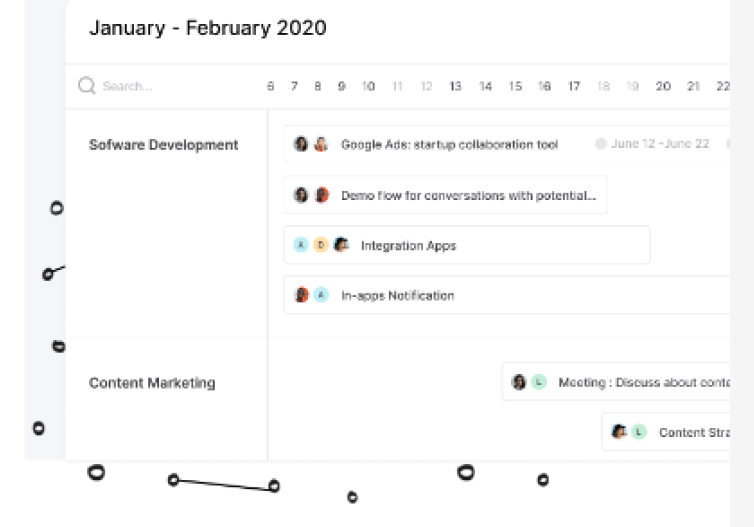 January - February 2020
Search... 6 7 8 9 10 11 12 13 14 15 16 17 18 19 20 21 22
Sofware Development Google Ads: startup collaboration tool June 12 -June 22
Demo flow for conversations with potential...
A D Integration Apps
A In-apps Notification
Content Marketing L Meeting : Discuss about conte
L Content Stra